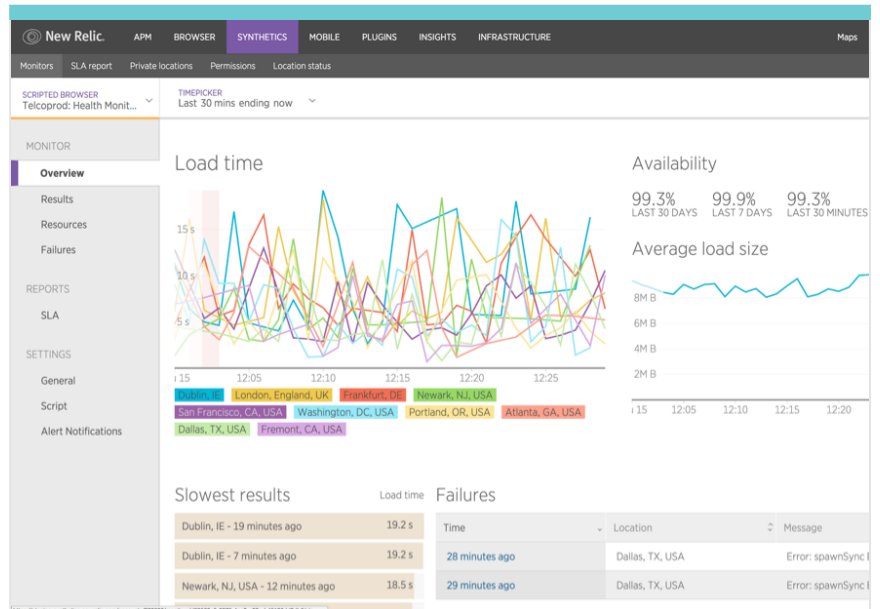 New Relic. APM BROWSER SYNTHETICS MOBILE PLUGINS INSIGHTS INFRASTRUCTURE Maps
Monitors SLA report Private locations Permissions Location status
SCRIPTED BROWSER
Telcoprod: Health Monit...
TIMEPICKER
Last 30 mins ending now
MONITOR
Overview
Results
Resources
Failures
REPORTS
SLA
SETTINGS
General
Script
Alert Notifications
Load time
15 s
10 s
5 s
15 12:05 12:10 12:15 12:20 12:25
Dublin, IE London, England, UK Frankfurt, DE Newark, NJ, USA
San Francisco, CA, USA Washington, DC, USA Portland, OR, USA Atlanta, GA, USA
Dallas, TX, USA Fremont, CA, USA
Availability
99.3% 99.9% 99.3%
LAST 30 DAYS LAST 7 DAYS LAST 30 MINUTES
Average load size
8M B
6M B
4M B
2M B
15 12:05 12:10 12:15 12:20
Slowest results Load time
Dublin, IE - 19 minutes ago 19.2 s
Dublin, IE - 7 minutes ago 19.2 s
Newark, NJ, USA - 12 minutes ago 18.5 s
Failures
Time Location Message
28 minutes ago Dallas, TX, USA Error: spawnSync
29 minutes ago Dallas, TX, USA Error: spawnSync